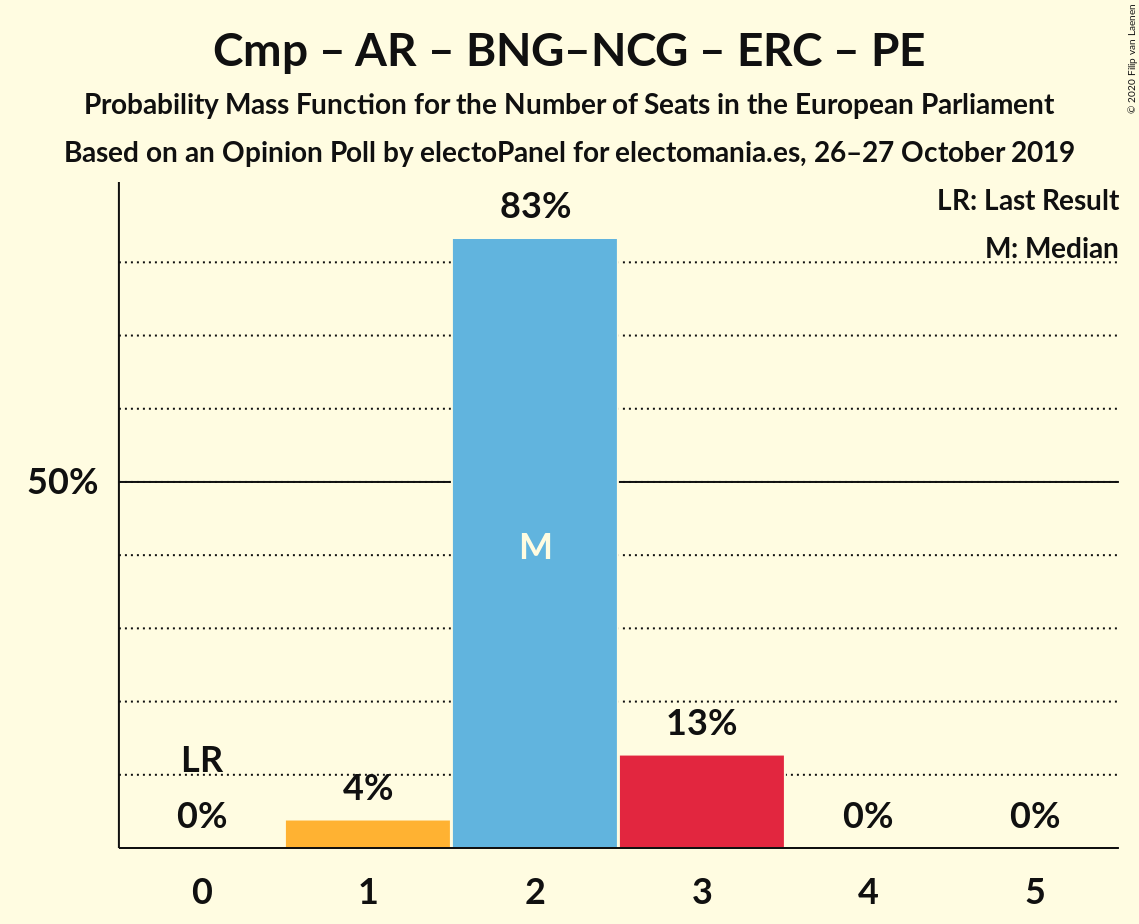 Cmp – AR – BNG–NCG – ERC – PE
Probability Mass Function for the Number of Seats in the European Parliament
Based on an Opinion Poll by electoPanel for electomania.es, 26–27 October 2019
© 2020 Filip van Laenen
LR: Last Result
M: Median
83%
50%
M
13%
LR
4%
0%
0%
0%
0 1 2 3 4 5